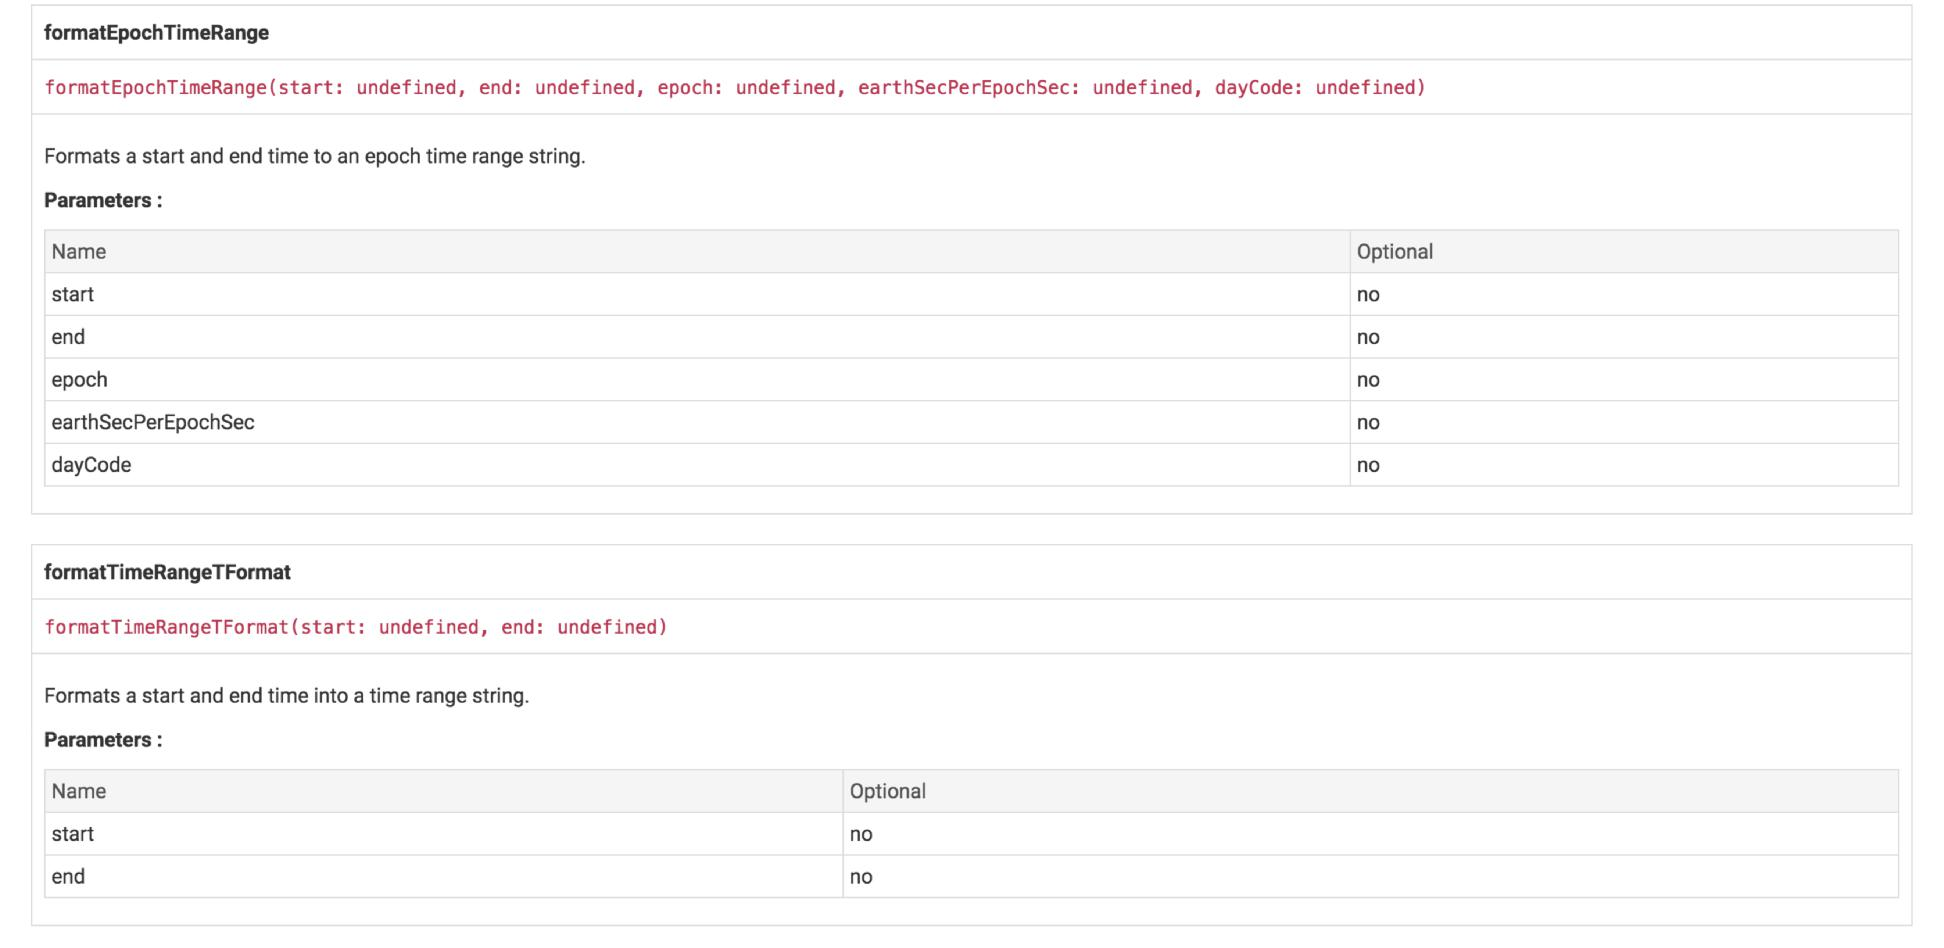 formatEpochTimeRange
formatEpochTimeRange(start: undefined, end: undefined, epoch: undefined, earthSecPerEpochSec: undefined, dayCode: undefined)
Formats a start and end time to an epoch time range string.
Parameters :
Name Optional
start no
end no
epoch no
earthSecPerEpochSec no
dayCode no
formatTimeRangeTFormat
formatTimeRangeTFormat(start: undefined, end: undefined)
Formats a start and end time into a time range string.
Parameters :
Name Optional
start no
end no